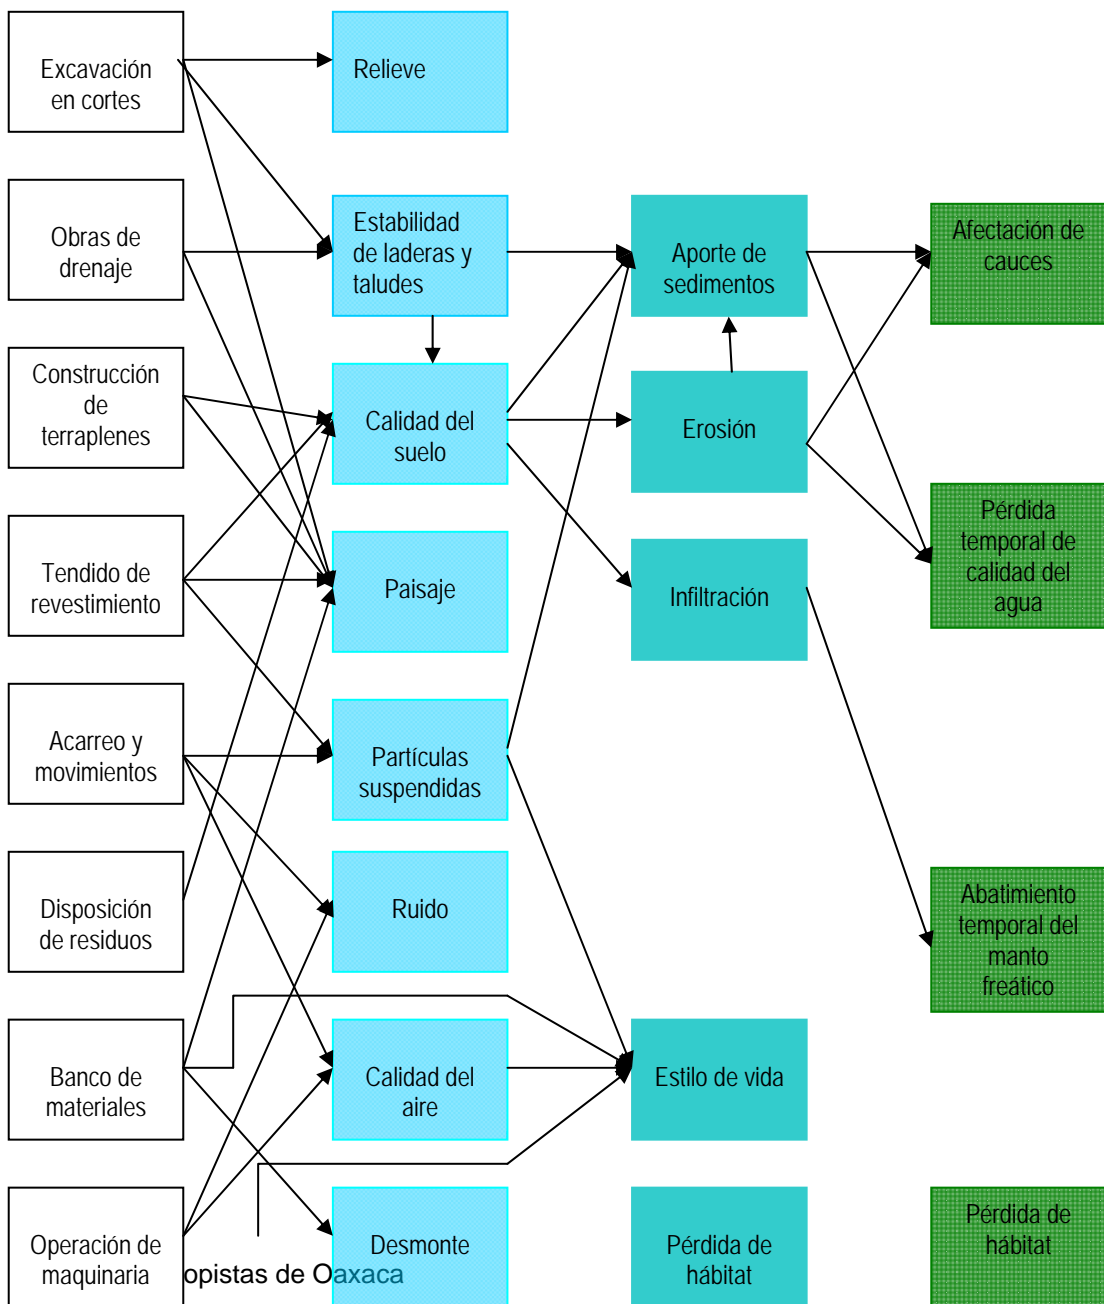 Excavación
en cortes
Relieve
Obras de
drenaje
Estabilidad
de laderas y
taludes
Aporte de
sedimentos
Afectación de
cauces
Construcción
de
terraplenes
Calidad del
suelo
Erosión
Pérdida
temporal de
calidad del
agua
Tendido de
revestimiento
Paisaje
Infiltración
Acarreo y
movimientos
Partículas
suspendidas
Disposición
de residuos
Ruido
Abatimiento
temporal del
manto
freático
Banco de
materiales
Calidad del
aire
Estilo de vida
Operación de
maquinaria
Desmonte
Pérdida de
hábitat
Pérdida de
hábitat
opistas de Oaxaca